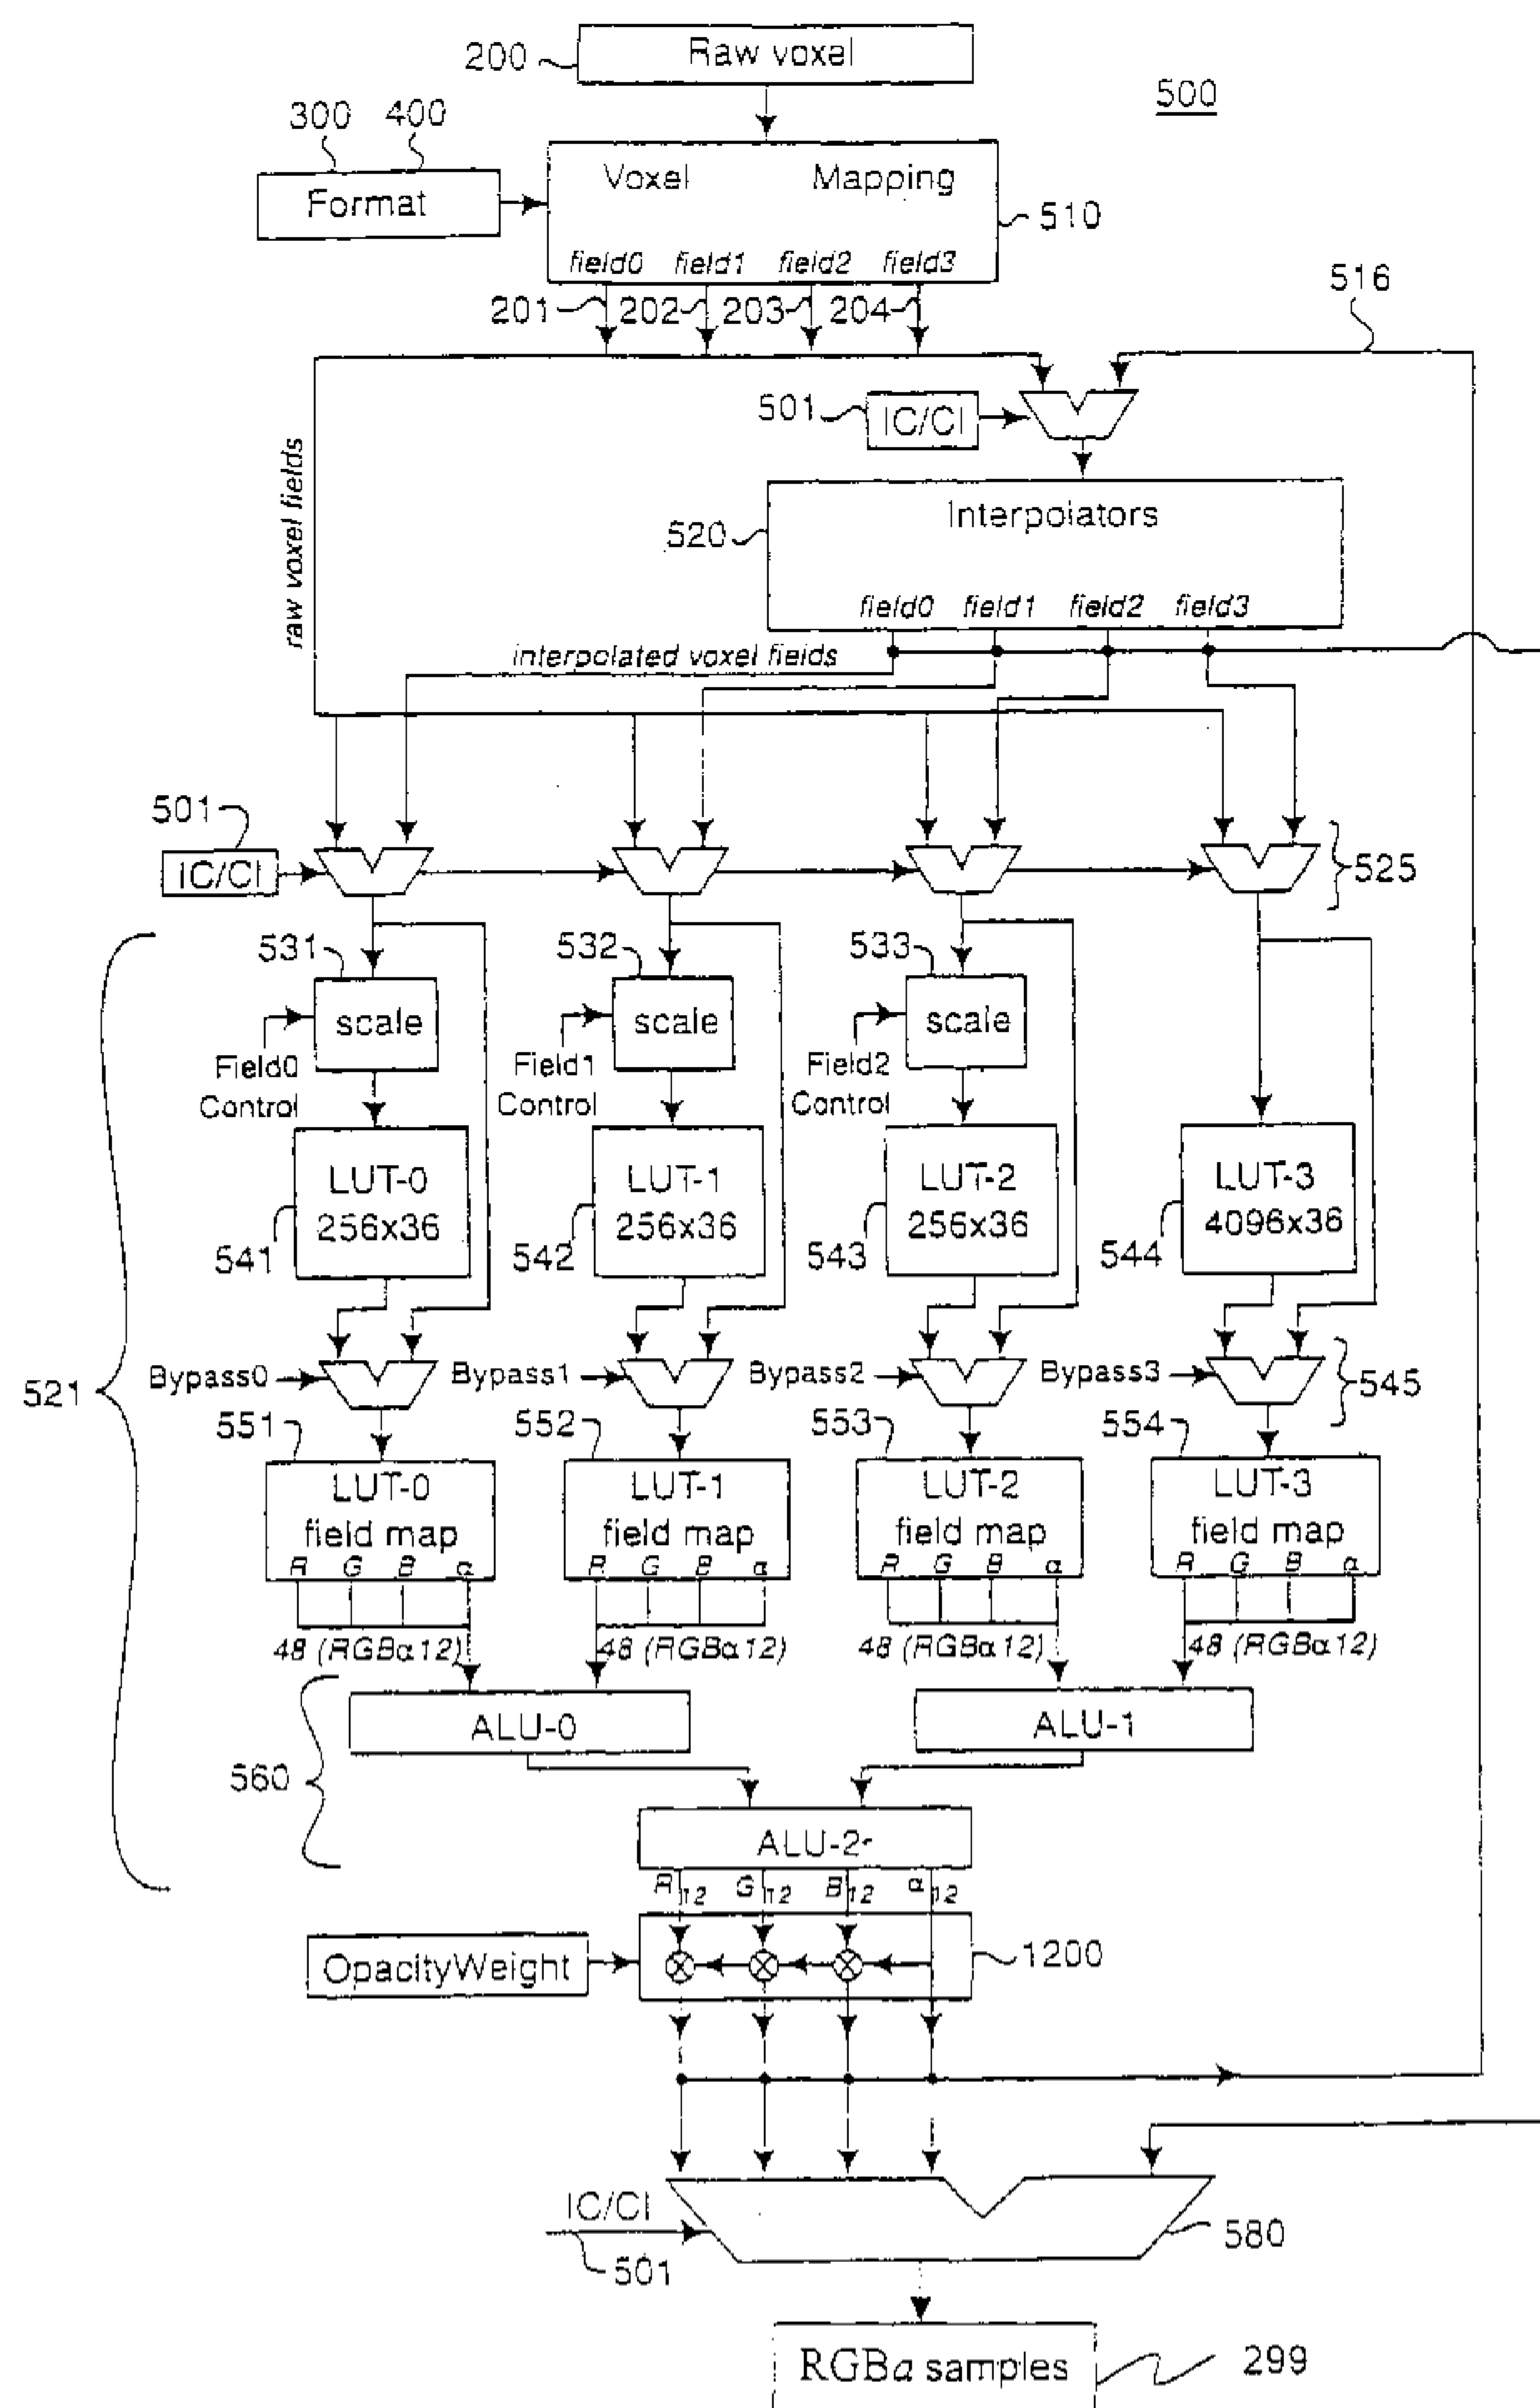 200 Raw voxel
500
300 400
Format
Voxel Mapping
510
field0 field1 field2 field3
201 202 203 204
516
501 IC/CI
raw voxel fields
Interpolators
520
field0 field1 field2 field3
interpolated voxel fields
501
IC/CI
525
531 532 533
scale scale scale
Field0 Control
Field1 Control
Field2 Control
LUT-0 256x36
LUT-1 256x36
LUT-2 256x36
LUT-3 4096x36
541 542 543 544
521
Bypass0 Bypass1 Bypass2 Bypass3
545
551 552 553 554
LUT-0 LUT-1 LUT-2 LUT-3
field map field map field map field map
R G B α R G B α R G B α R G B α
48 (RGBα12) 48 (RGBα12) 48 (RGBα12) 48 (RGBα12)
ALU-0 ALU-1
560
ALU-2
R 12 G 12 B 12 α 12
OpacityWeight
1200
IC/CI
501
580
RGBα samples 299